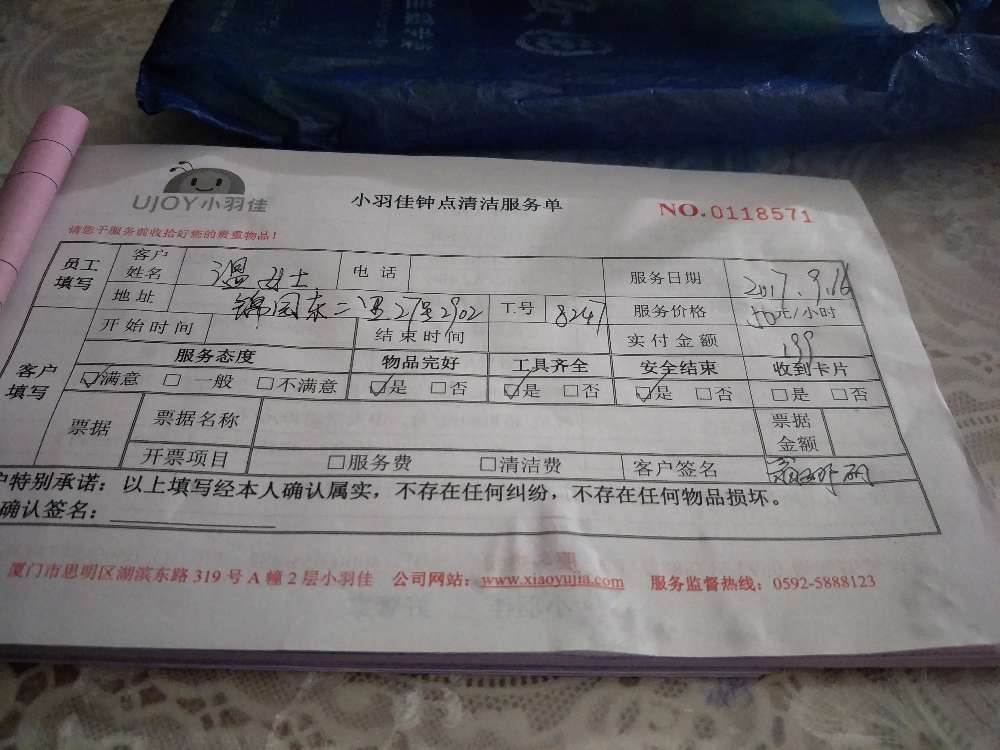 UJOY小羽佳
小羽佳钟点清洁服务单
NO.0118571
请您于服务前收拾好您的贵重物品!
员工填写 客户姓名 温女士 电话 服务日期 2017.9.16
地址 锦园东二里27号2902 工号 8247 服务价格 50元/小时
客户填写 开始时间 结束时间 实付金额 199
服务态度 物品完好 工具齐全 安全结束 收到卡片
☑满意 □一般 □不满意 ☑是 □否 ☑是 □否 ☑是 □否 □是 □否
票据 票据名称 票据金额
开票项目 □服务费 □清洁费 客户签名
户特别承诺:以上填写经本人确认属实,不存在任何纠纷,不存在任何物品损坏。
确认签名:
厦门市思明区湖滨东路 319 号 A 幢 2 层小羽佳 公司网站:www.xiaoyujia.com 服务监督热线:0592-5888123